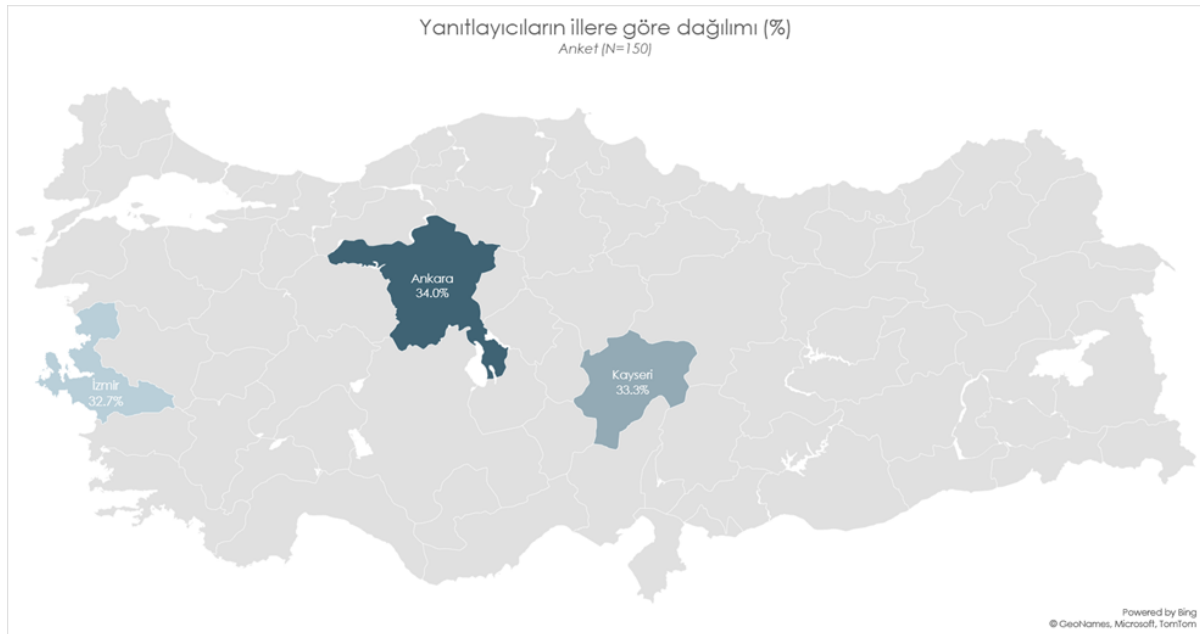 Yanıtlayıcıların illere göre dağılımı (%)
Anket (N=150)
Ankara
34.0%
Kayseri
33.3%
İzmir
32.7%
Powered by Bing
© GeoNames, Microsoft, TomTom